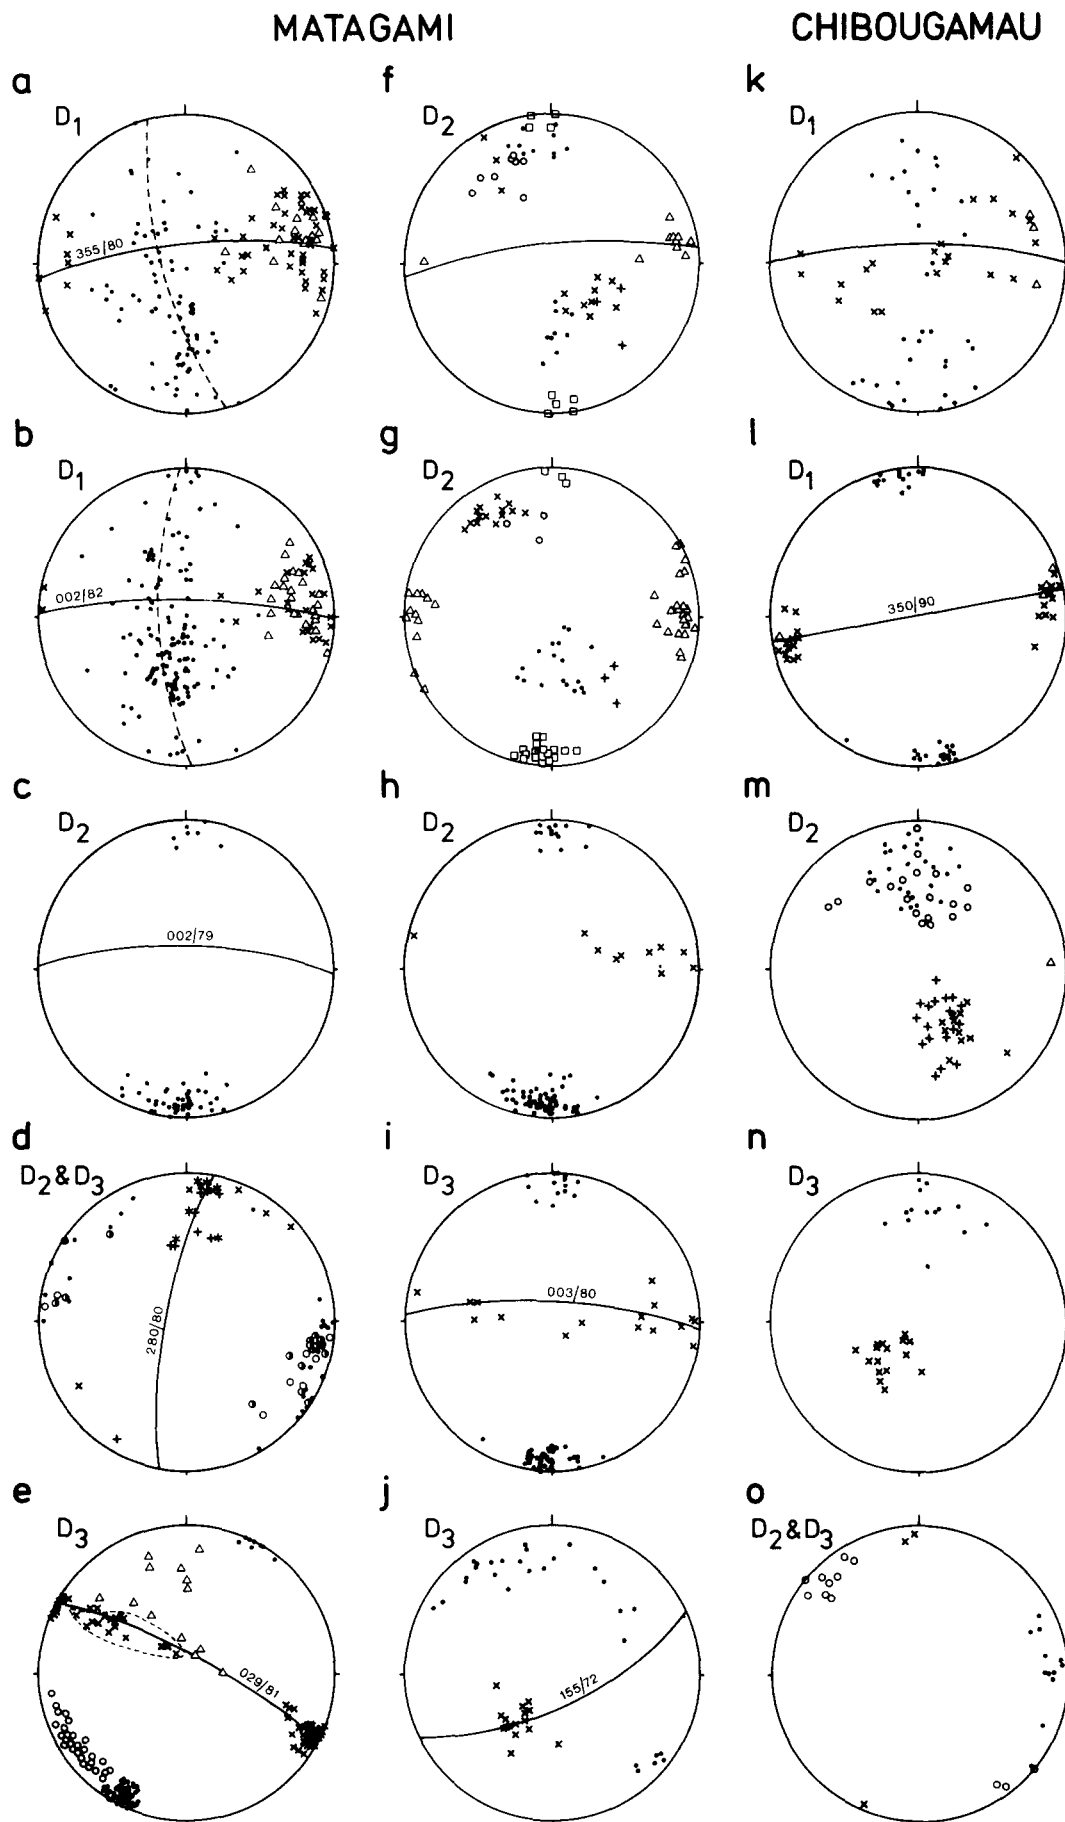 MATAGAMI
CHIBOUGAMAU
a
D1
355/80
f
D2
k
D1
b
D1
002/82
g
D2
l
D1
350/90
c
D2
002/79
h
D2
m
D2
d
D2&D3
280/80
i
D3
003/80
n
D3
e
D3
029/81
j
D3
155/72
o
D2&D3